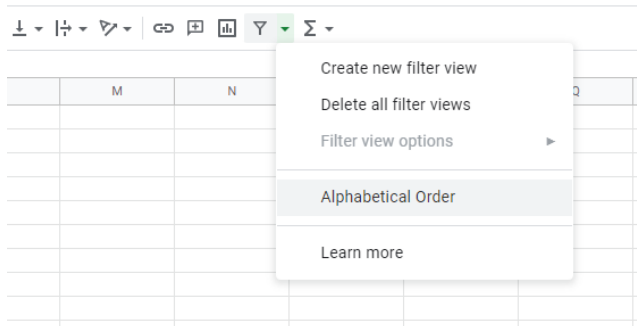 M N Q
Create new filter view
Delete all filter views
Filter view options
Alphabetical Order
Learn more